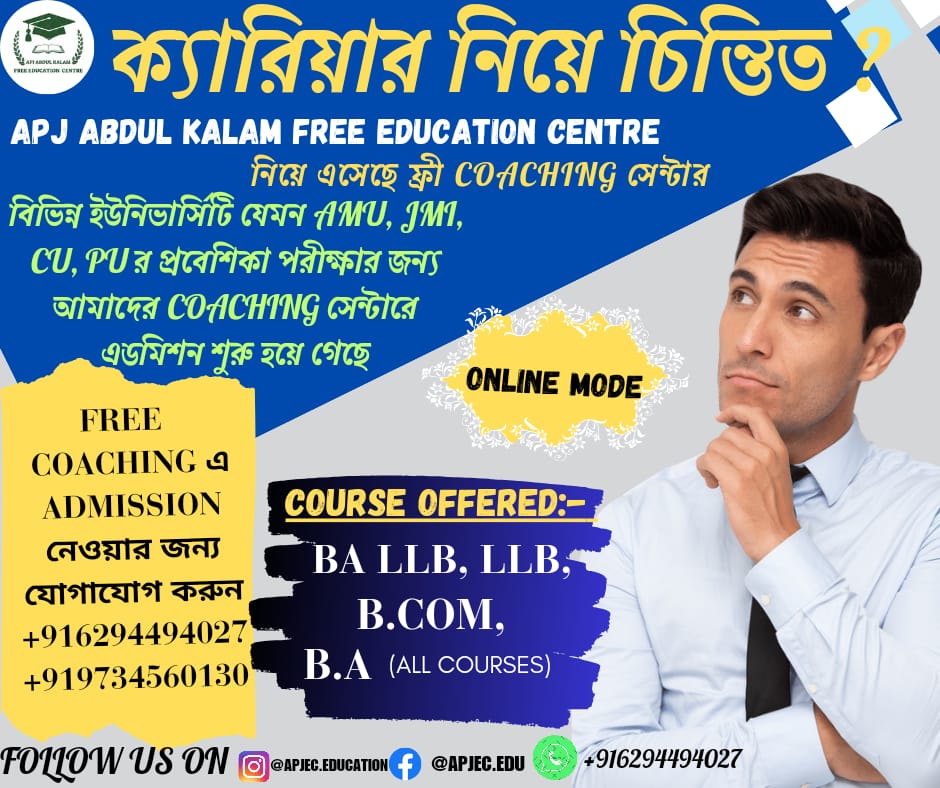 APJ ABDUL KALAM
FREE EDUCATION CENTRE
ক্যারিয়ার নিয়ে চিন্তিত ?
APJ ABDUL KALAM FREE EDUCATION CENTRE
নিয়ে এসেছে ফ্রী COACHING সেন্টার
বিভিন্ন ইউনিভার্সিটি যেমন AMU, JMI,
CU, PU র প্রবেশিকা পরীক্ষার জন্য
আমাদের COACHING সেন্টারে
এডমিশন শুরু হয়ে গেছে
ONLINE MODE
FREE
COACHING এ
ADMISSION
নেওয়ার জন্য
যোগাযোগ করুন
+916294494027
+919734560130
COURSE OFFERED:-
BA LLB, LLB,
B.COM,
B.A (ALL COURSES)
FOLLOW US ON @APJEC.EDUCATION @APJEC.EDU +916294494027